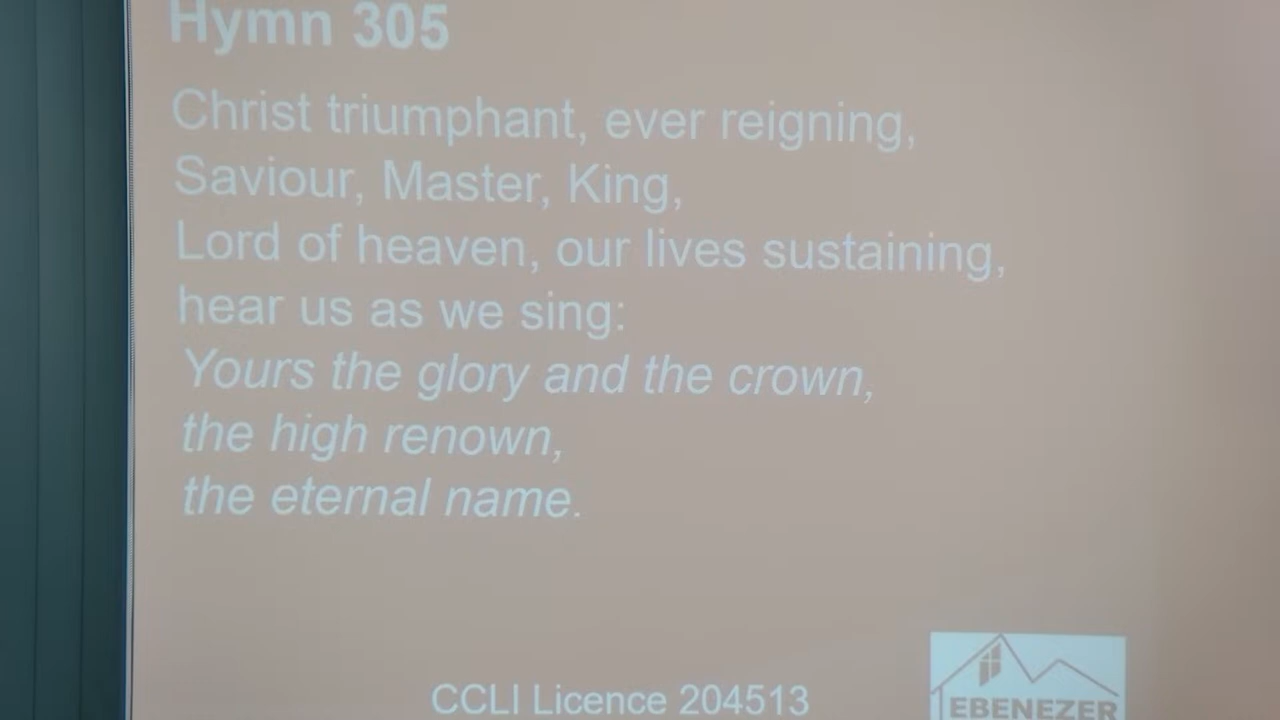 Hymn 305
Christ triumphant, ever reigning,
Saviour, Master, King,
Lord of heaven, our lives sustaining,
hear us as we sing:
Yours the glory and the crown,
the high renown,
the eternal name.
CCLI Licence 204513
EBENEZER